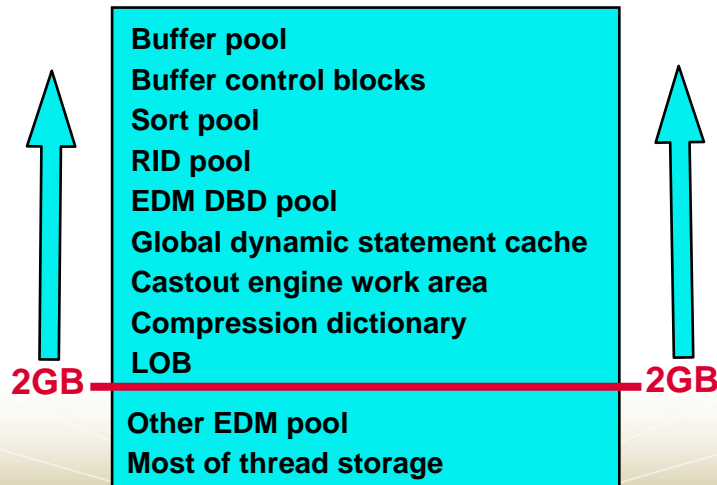 Buffer pool
Buffer control blocks
Sort pool
RID pool
EDM DBD pool
Global dynamic statement cache
Castout engine work area
Compression dictionary
LOB
2GB 2GB
Other EDM pool
Most of thread storage